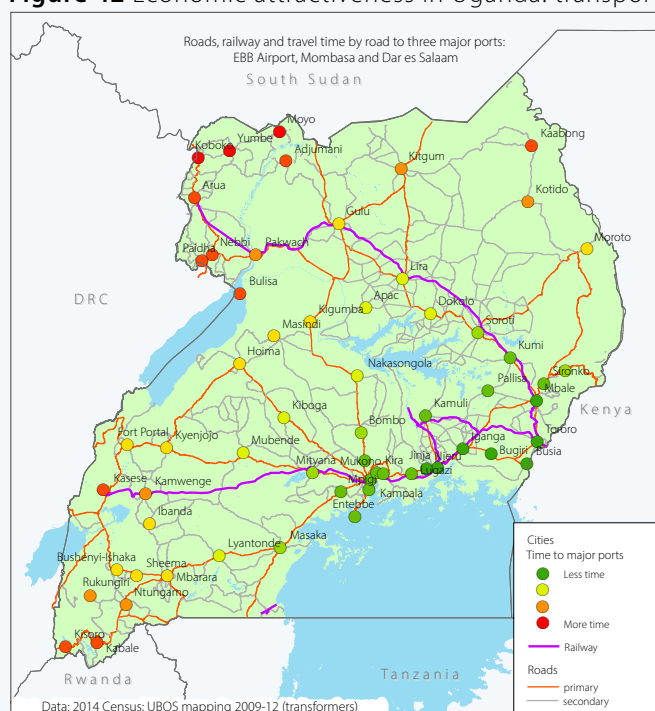 Figure 12 Economic attractiveness in Uganda: transpor
Roads, railway and travel time by road to three major ports:
EBB Airport, Mombasa and Dar es Salaam
South Sudan
Moyo
Yumbe
Koboko
Adjumani
Kaabong
Kitgum
Arua
Kotido
Gulu
Moroto
Nebbi
Pakwach
Paidha
Lira
Bulisa
DRC
Apac
Dokolo
Kigumba
Masindi
Soroti
Kumi
Hoima
Nakasongola
Pallisa
Sironko
Mbale
Kamuli
Kenya
Kiboga
Bombo
Tororo
Fort Portal
Kyenjojo
Mubende
Iganga
Busia
Mityana
Mukono
Kira
Jinja
Njeru
Bugiri
Kasese
Kamwenge
Mpigi
Lugazi
Kampala
Entebbe
Ibanda
Masaka
Lyantonde
Bushenyi-Ishaka
Sheema
Mbarara
Rukungiri
Ntungamo
Kisoro
Kabale
Rwanda
Tanzania
Cities
Time to major ports
Less time
More time
Railway
Roads
primary
secondary
Data: 2014 Census; UBOS mapping 2009-12 (transformers)